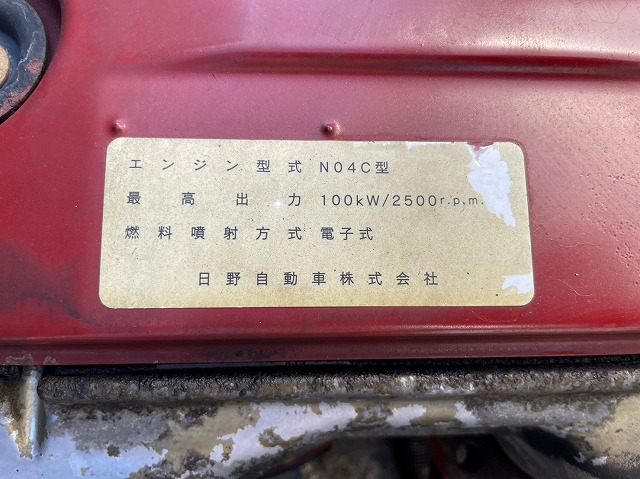 エンジン型式 N04C型
最高出力 100kW/2500r.p.m.
燃料噴射方式 電子式
日野自動車株式会社